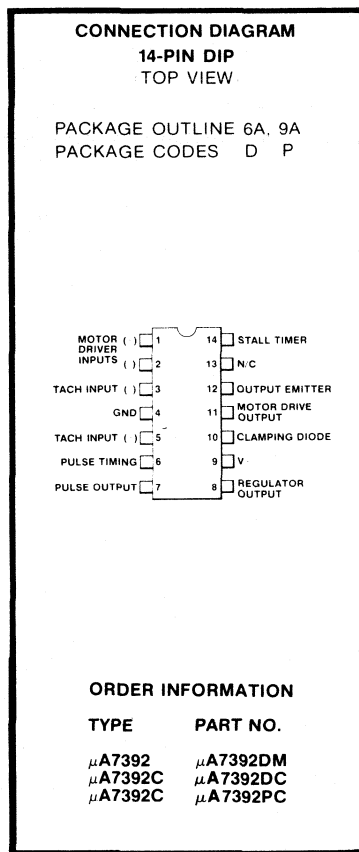 CONNECTION DIAGRAM
14-PIN DIP
TOP VIEW
PACKAGE OUTLINE 6A, 9A
PACKAGE CODES D P
MOTOR DRIVER INPUTS ( ) 1
( ) 2
TACH INPUT ( ) 3
GND 4
TACH INPUT ( ) 5
PULSE TIMING 6
PULSE OUTPUT 7
14 STALL TIMER
13 N/C
12 OUTPUT EMITTER
11 MOTOR DRIVE
OUTPUT
10 CLAMPING DIODE
9 V
8 REGULATOR
OUTPUT
ORDER INFORMATION
TYPE PART NO.
μA7392 μA7392DM
μA7392C μA7392DC
μA7392C μA7392PC